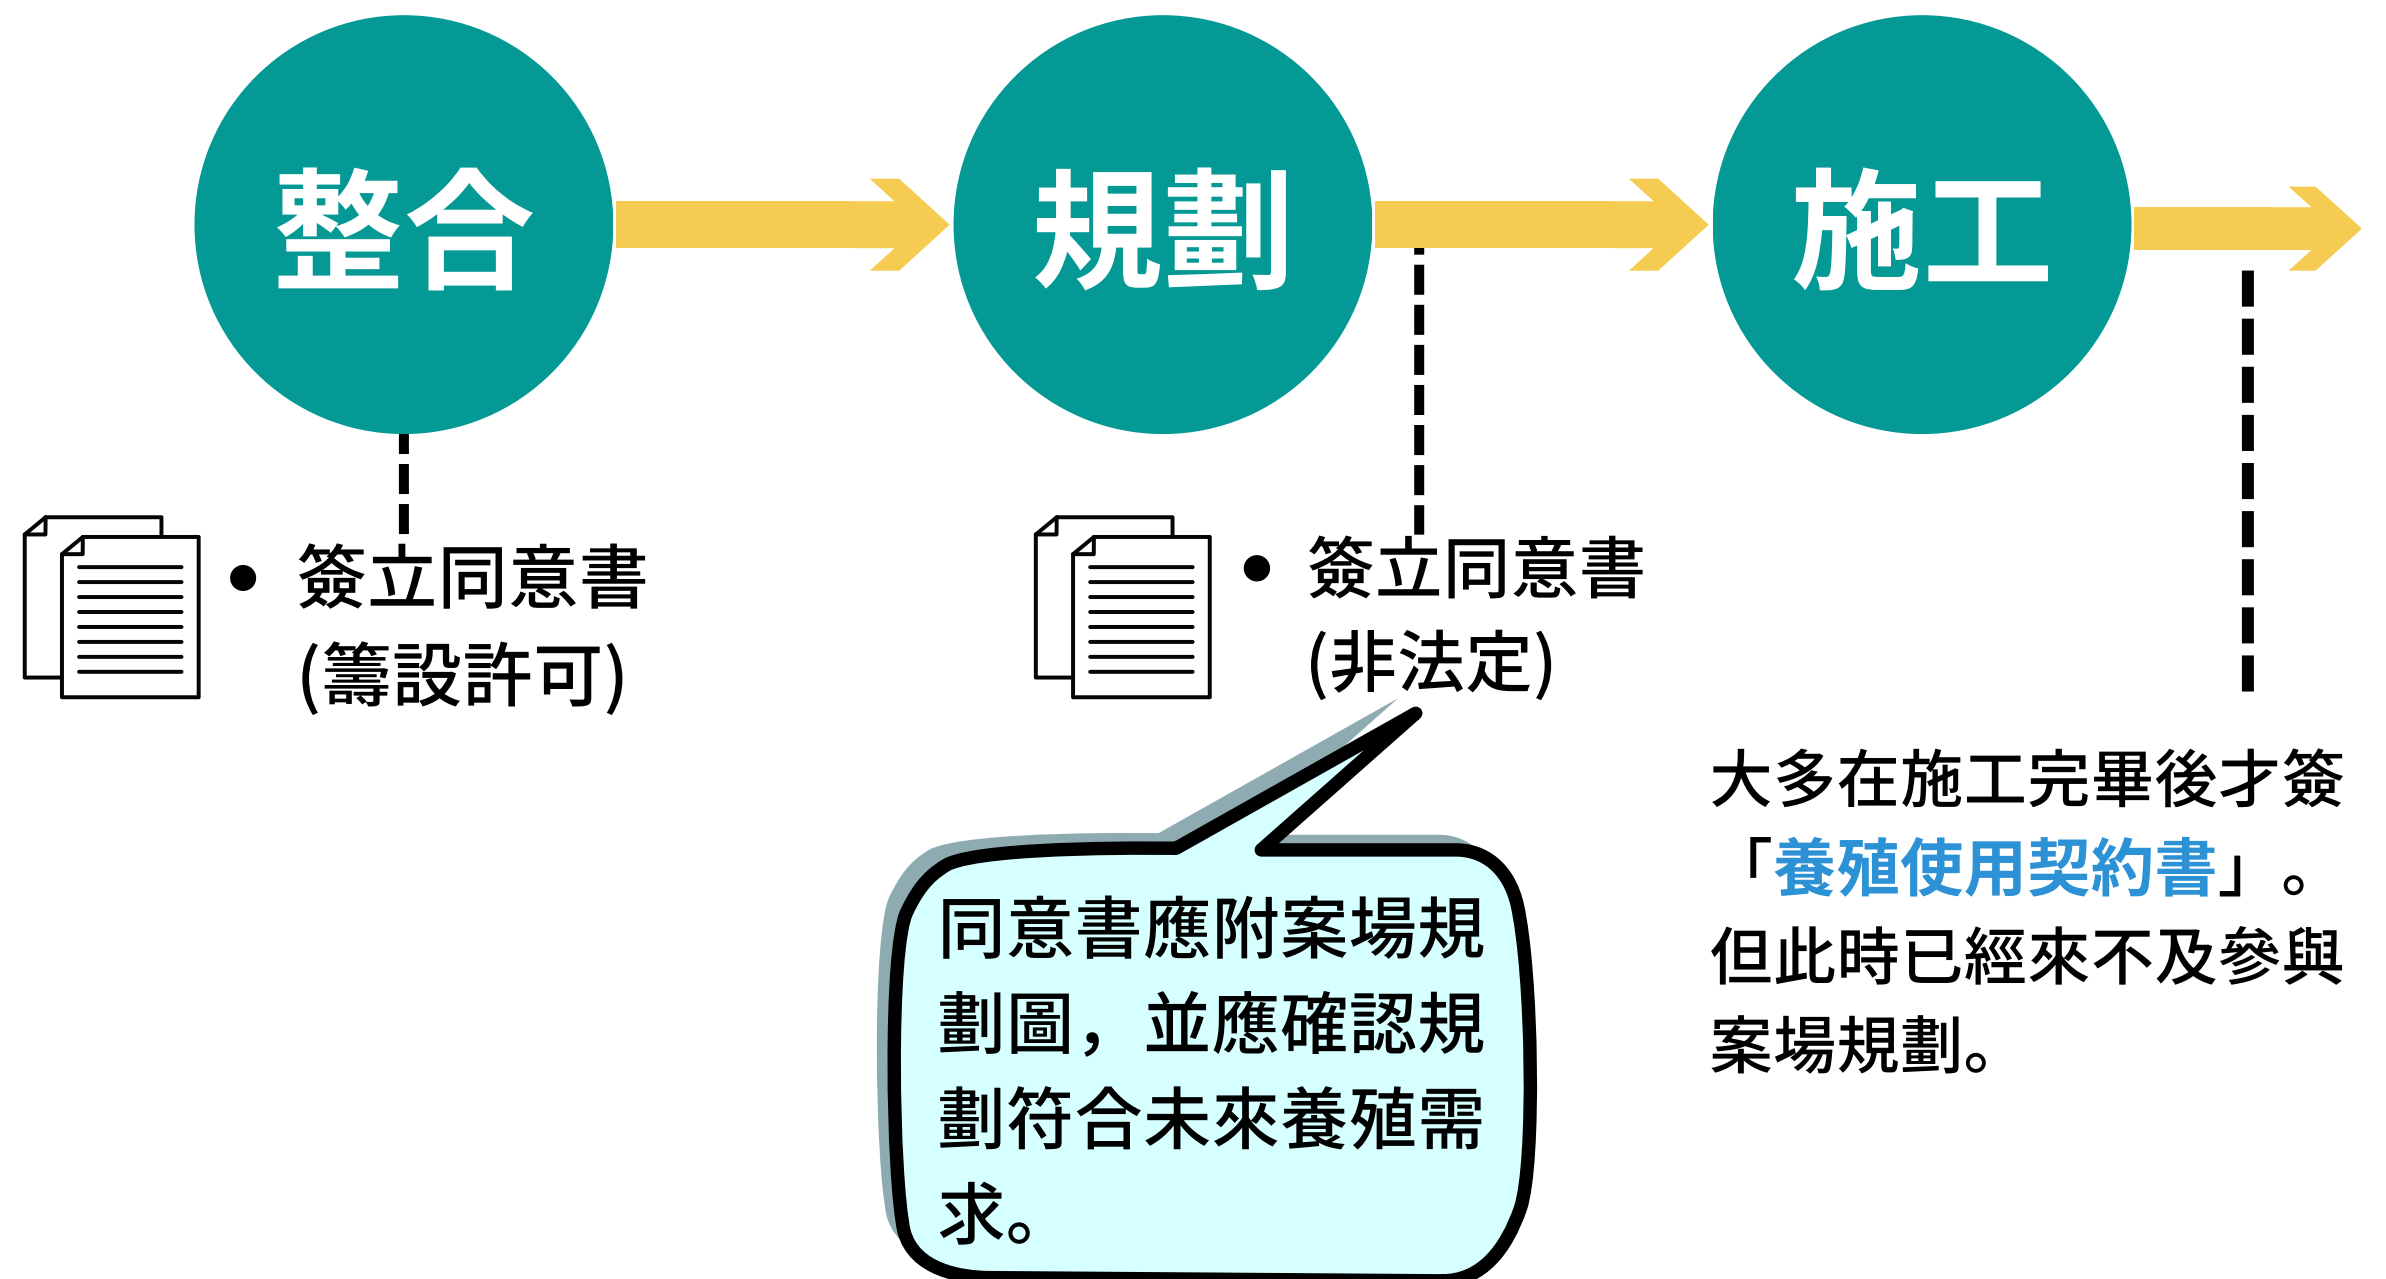 整合
規劃
施工
• 簽立同意書
(籌設許可)
• 簽立同意書
(非法定)
同意書應附案場規
劃圖，並應確認規
劃符合未來養殖需
求。
大多在施工完畢後才簽
「養殖使用契約書」。
但此時已經來不及參與
案場規劃。